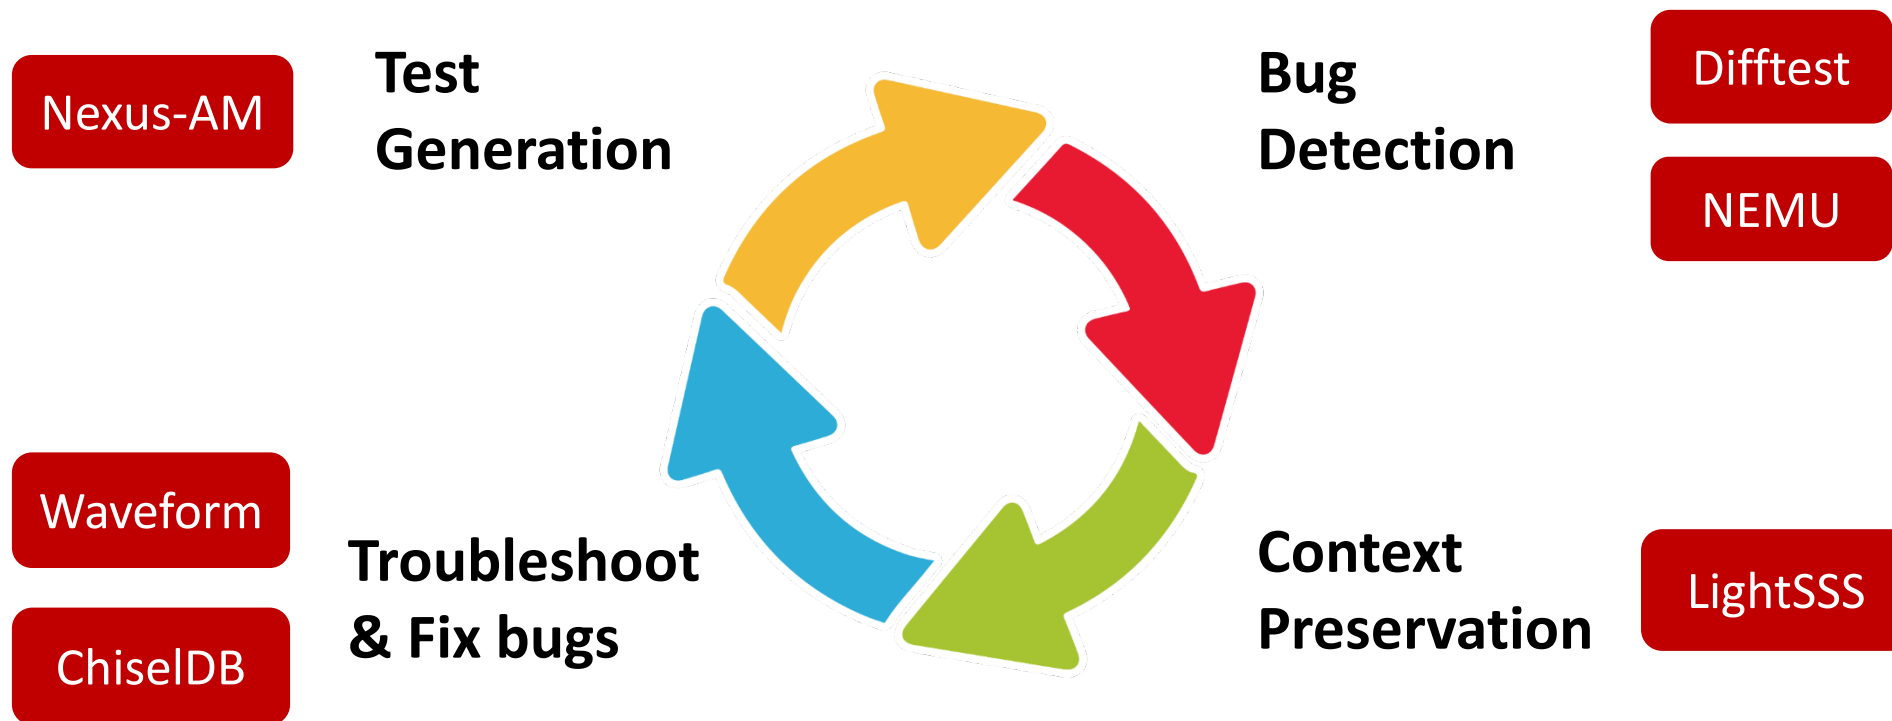 Nexus-AM
Test
Generation
Bug
Detection
Difftest
NEMU
Waveform
ChiselDB
Troubleshoot
& Fix bugs
Context
Preservation
LightSSS